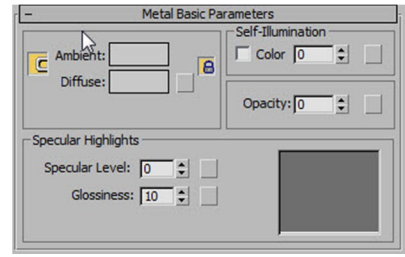 - Metal Basic Parameters
Self-Illumination
Ambient:
Color 0
Diffuse:
Opacity: 0
Specular Highlights
Specular Level: 0
Glossiness: 10